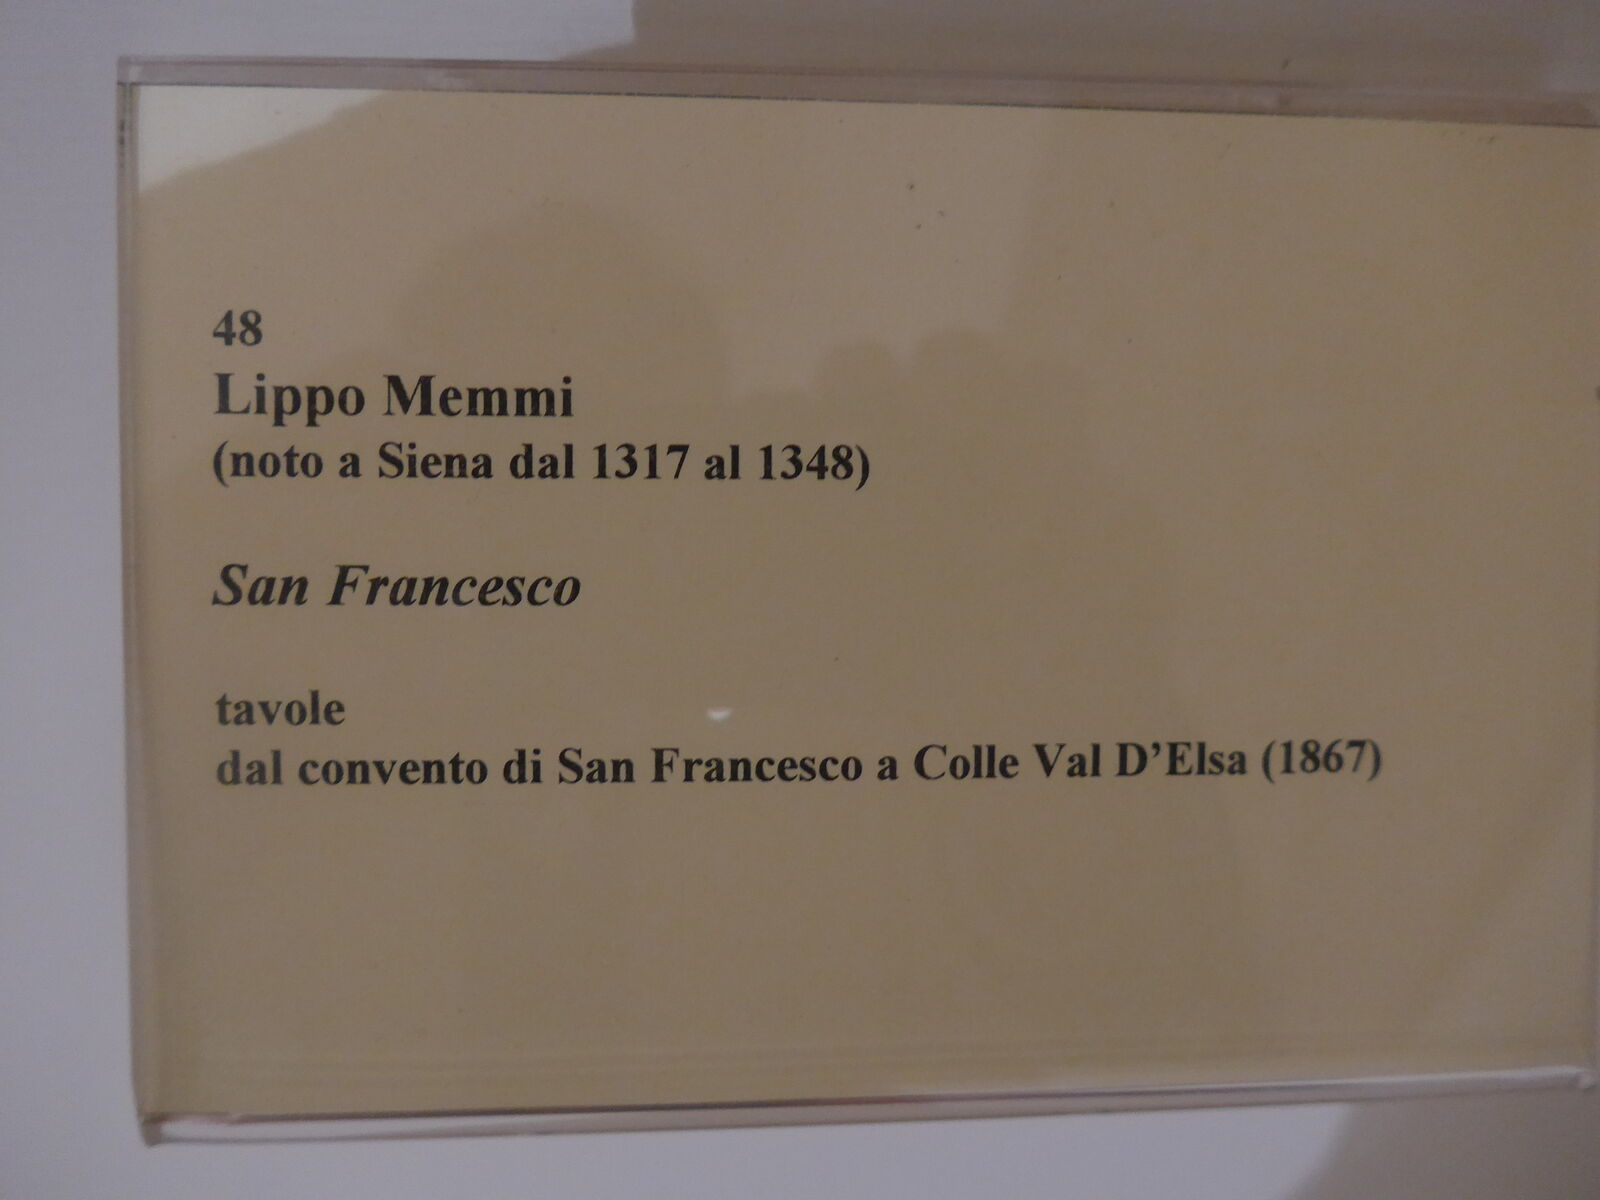 48
Lippo Memmi
(noto a Siena dal 1317 al 1348)
San Francesco
tavole
dal convento di San Francesco a Colle Val D’Elsa (1867)